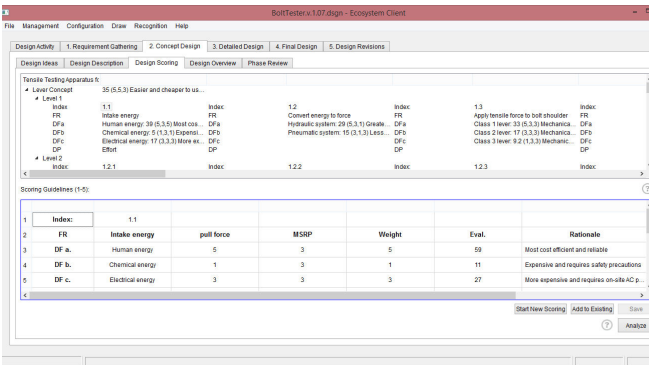 BoltTester.v.1.07.dsgn - Ecosystem Client
File Management Configuration Draw Recognition Help
Design Activity 1. Requirement Gathering 2. Concept Design 3. Detailed Design 4. Final Design 5. Design Revisions
Design Ideas Design Description Design Scoring Design Overview Phase Review
Tensile Testing Apparatus fc
Lever Concept 35 (5,5,3) Easier and cheaper to us...
Level 1
Index 1.1 Index 1.2 Index 1.3 Index
FR Intake energy FR Convert energy to force FR Apply tensile force to bolt shoulder FR
DFa Human energy: 39 (5,3,5) Most cos... DFa Hydraulic system: 29 (5,3,1) Greate... DFa Class 1 lever: 33 (5,3,3) Mechanica... DFa
DFb Chemical energy: 5 (1,3,1) Expensi... DFb Pneumatic system: 15 (3,1,3) Less... DFb Class 2 lever: 17 (3,3,3) Mechanica... DFb
DFc Electrical energy: 17 (3,3,3) More ex... DFc DFc Class 3 lever: 9.2 (1,3,3) Mechanic... DFc
DP Effort DP DP DP
Level 2
Index 1.2.1 Index 1.2.2 Index 1.2.3 Index
Scoring Guidelines (1-5): ?
1 Index: 1.1
2 FR Intake energy pull force MSRP Weight Eval. Rationale
3 DF a. Human energy 5 3 5 59 Most cost efficient and reliable
4 DF b. Chemical energy 1 3 1 11 Expensive and requires safety precautions
5 DF c. Electrical energy 3 3 3 27 More expensive and requires on-site AC p...
Start New Scoring Add to Existing Save
? Analyze